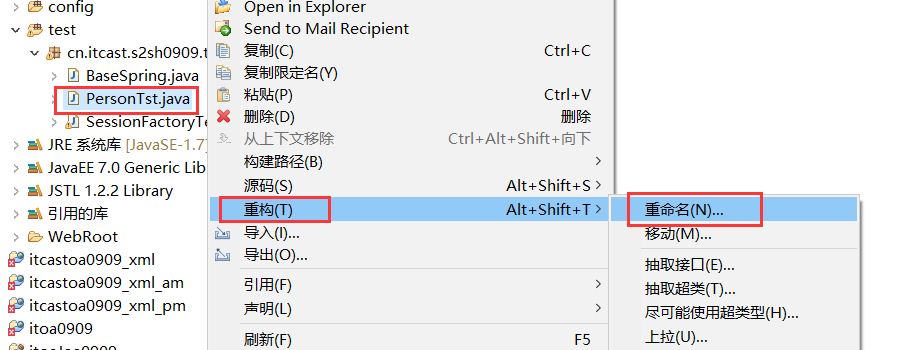 config
test
cn.itcast.s2sh0909.t
BaseSpring.java
PersonTst.java
SessionFactoryTe
JRE 系统库 [JavaSE-1.7]
JavaEE 7.0 Generic Libr
JSTL 1.2.2 Library
引用的库
WebRoot
itcastoa0909_xml
itcastoa0909_xml_am
itcastoa0909_xml_pm
itoa0909
Open in Explorer
Send to Mail Recipient
复制(C) Ctrl+C
复制限定名(Y)
粘贴(P) Ctrl+V
删除(D) 删除
从上下文移除 Ctrl+Alt+Shift+向下
构建路径(B)
源码(S) Alt+Shift+S
重构(T) Alt+Shift+T
导入(I)...
导出(O)...
引用(F)
声明(L)
刷新(F) F5
重命名(N)...
移动(M)...
抽取接口(E)...
抽取超类(T)...
尽可能使用超类型(H)...
上拉(U)...